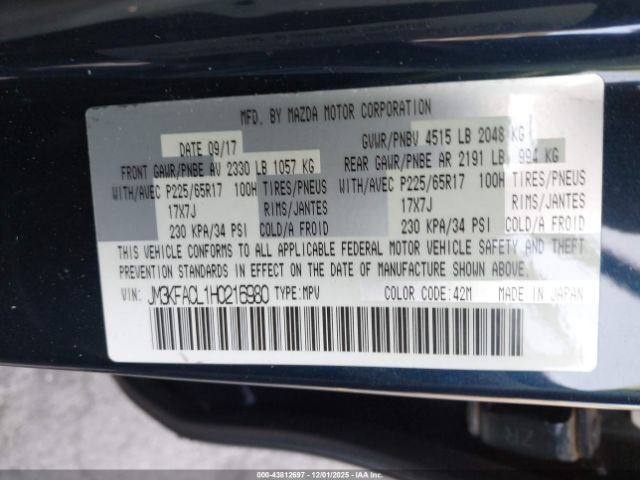 MFD. BY MAZDA MOTOR CORPORATION
DATE 09/17 GVWR/PNBV 4515 LB 2048 KG
FRONT GAWR/PNBE AV 2330 LB 1057 KG REAR GAWR/PNBE AR 2191 LB 994 KG
WITH/AVEC P225/65R17 100H TIRES/PNEUS WITH/AVEC P225/65R17 100H TIRES/PNEUS
17X7J RIMS/JANTES 17X7J RIMS/JANTES
230 KPA/34 PSI COLD/A FROID 230 KPA/34 PSI COLD/A FROID
THIS VEHICLE CONFORMS TO ALL APPLICABLE FEDERAL MOTOR VEHICLE SAFETY AND THEFT
PREVENTION STANDARDS IN EFFECT ON THE DATE OF MANUFACTURE SHOWN ABOVE.
VIN: JM3KFACL1H0216980 TYPE:MPV COLOR CODE:42M MADE IN JAPAN
ZR
000-43812697 - 12/01/2025 - IAAI.com